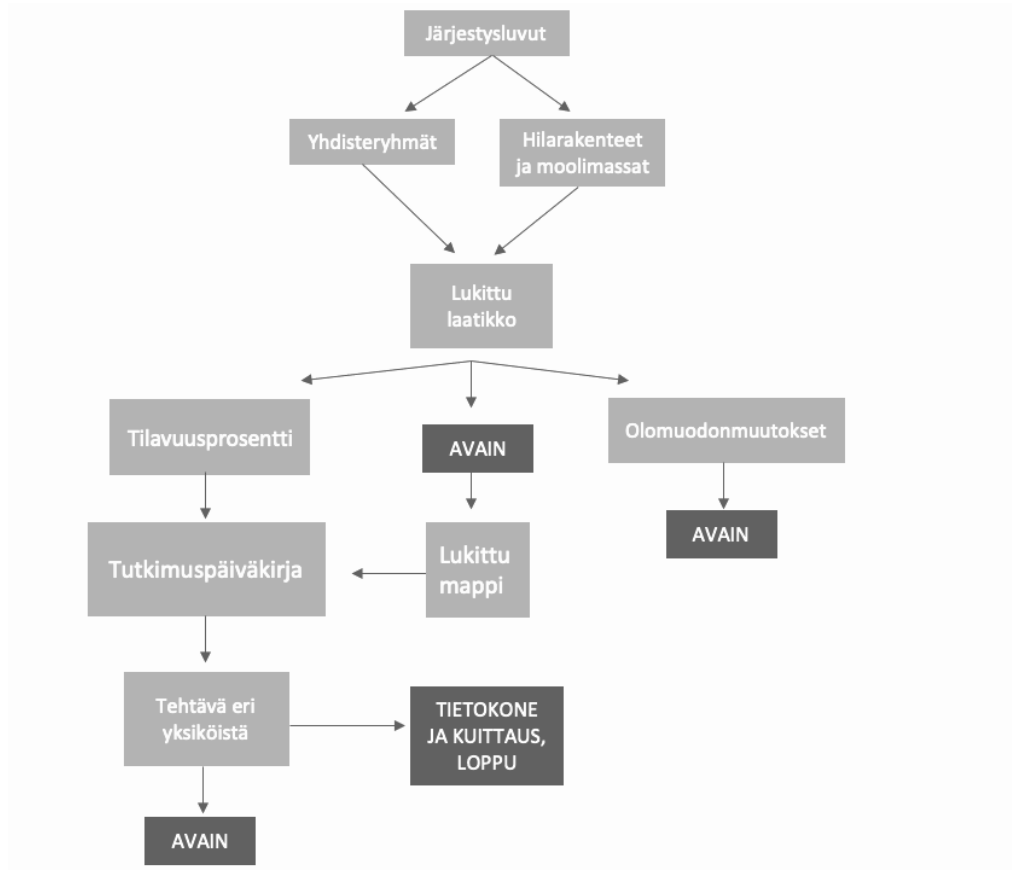 Järjestysluvut
Yhdisteryhmät
Hilarakenteet
ja moolimassat
Lukittu
laatikko
Tilavuusprosentti
AVAIN
Olomuodonmuutokset
AVAIN
Tutkimuspäiväkirja
Lukittu
mappi
Tehtävä eri
yksiköistä
TIETOKONE
JA KUITTAUS,
LOPPU
AVAIN